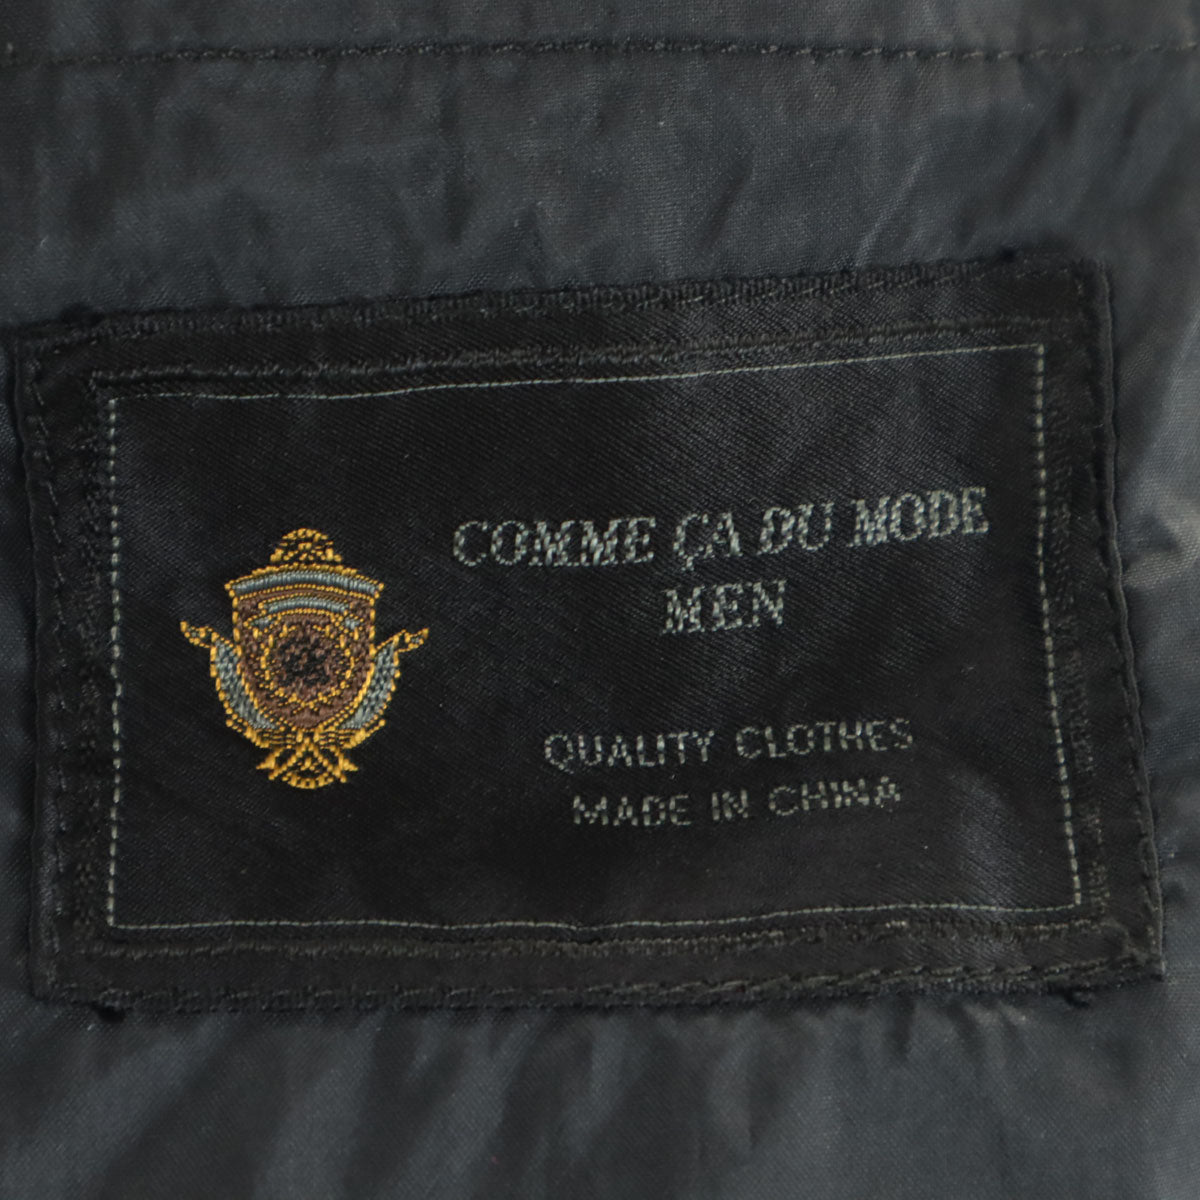 COMME ÇA DU MODE
MEN
QUALITY CLOTHES
MADE IN CHINA